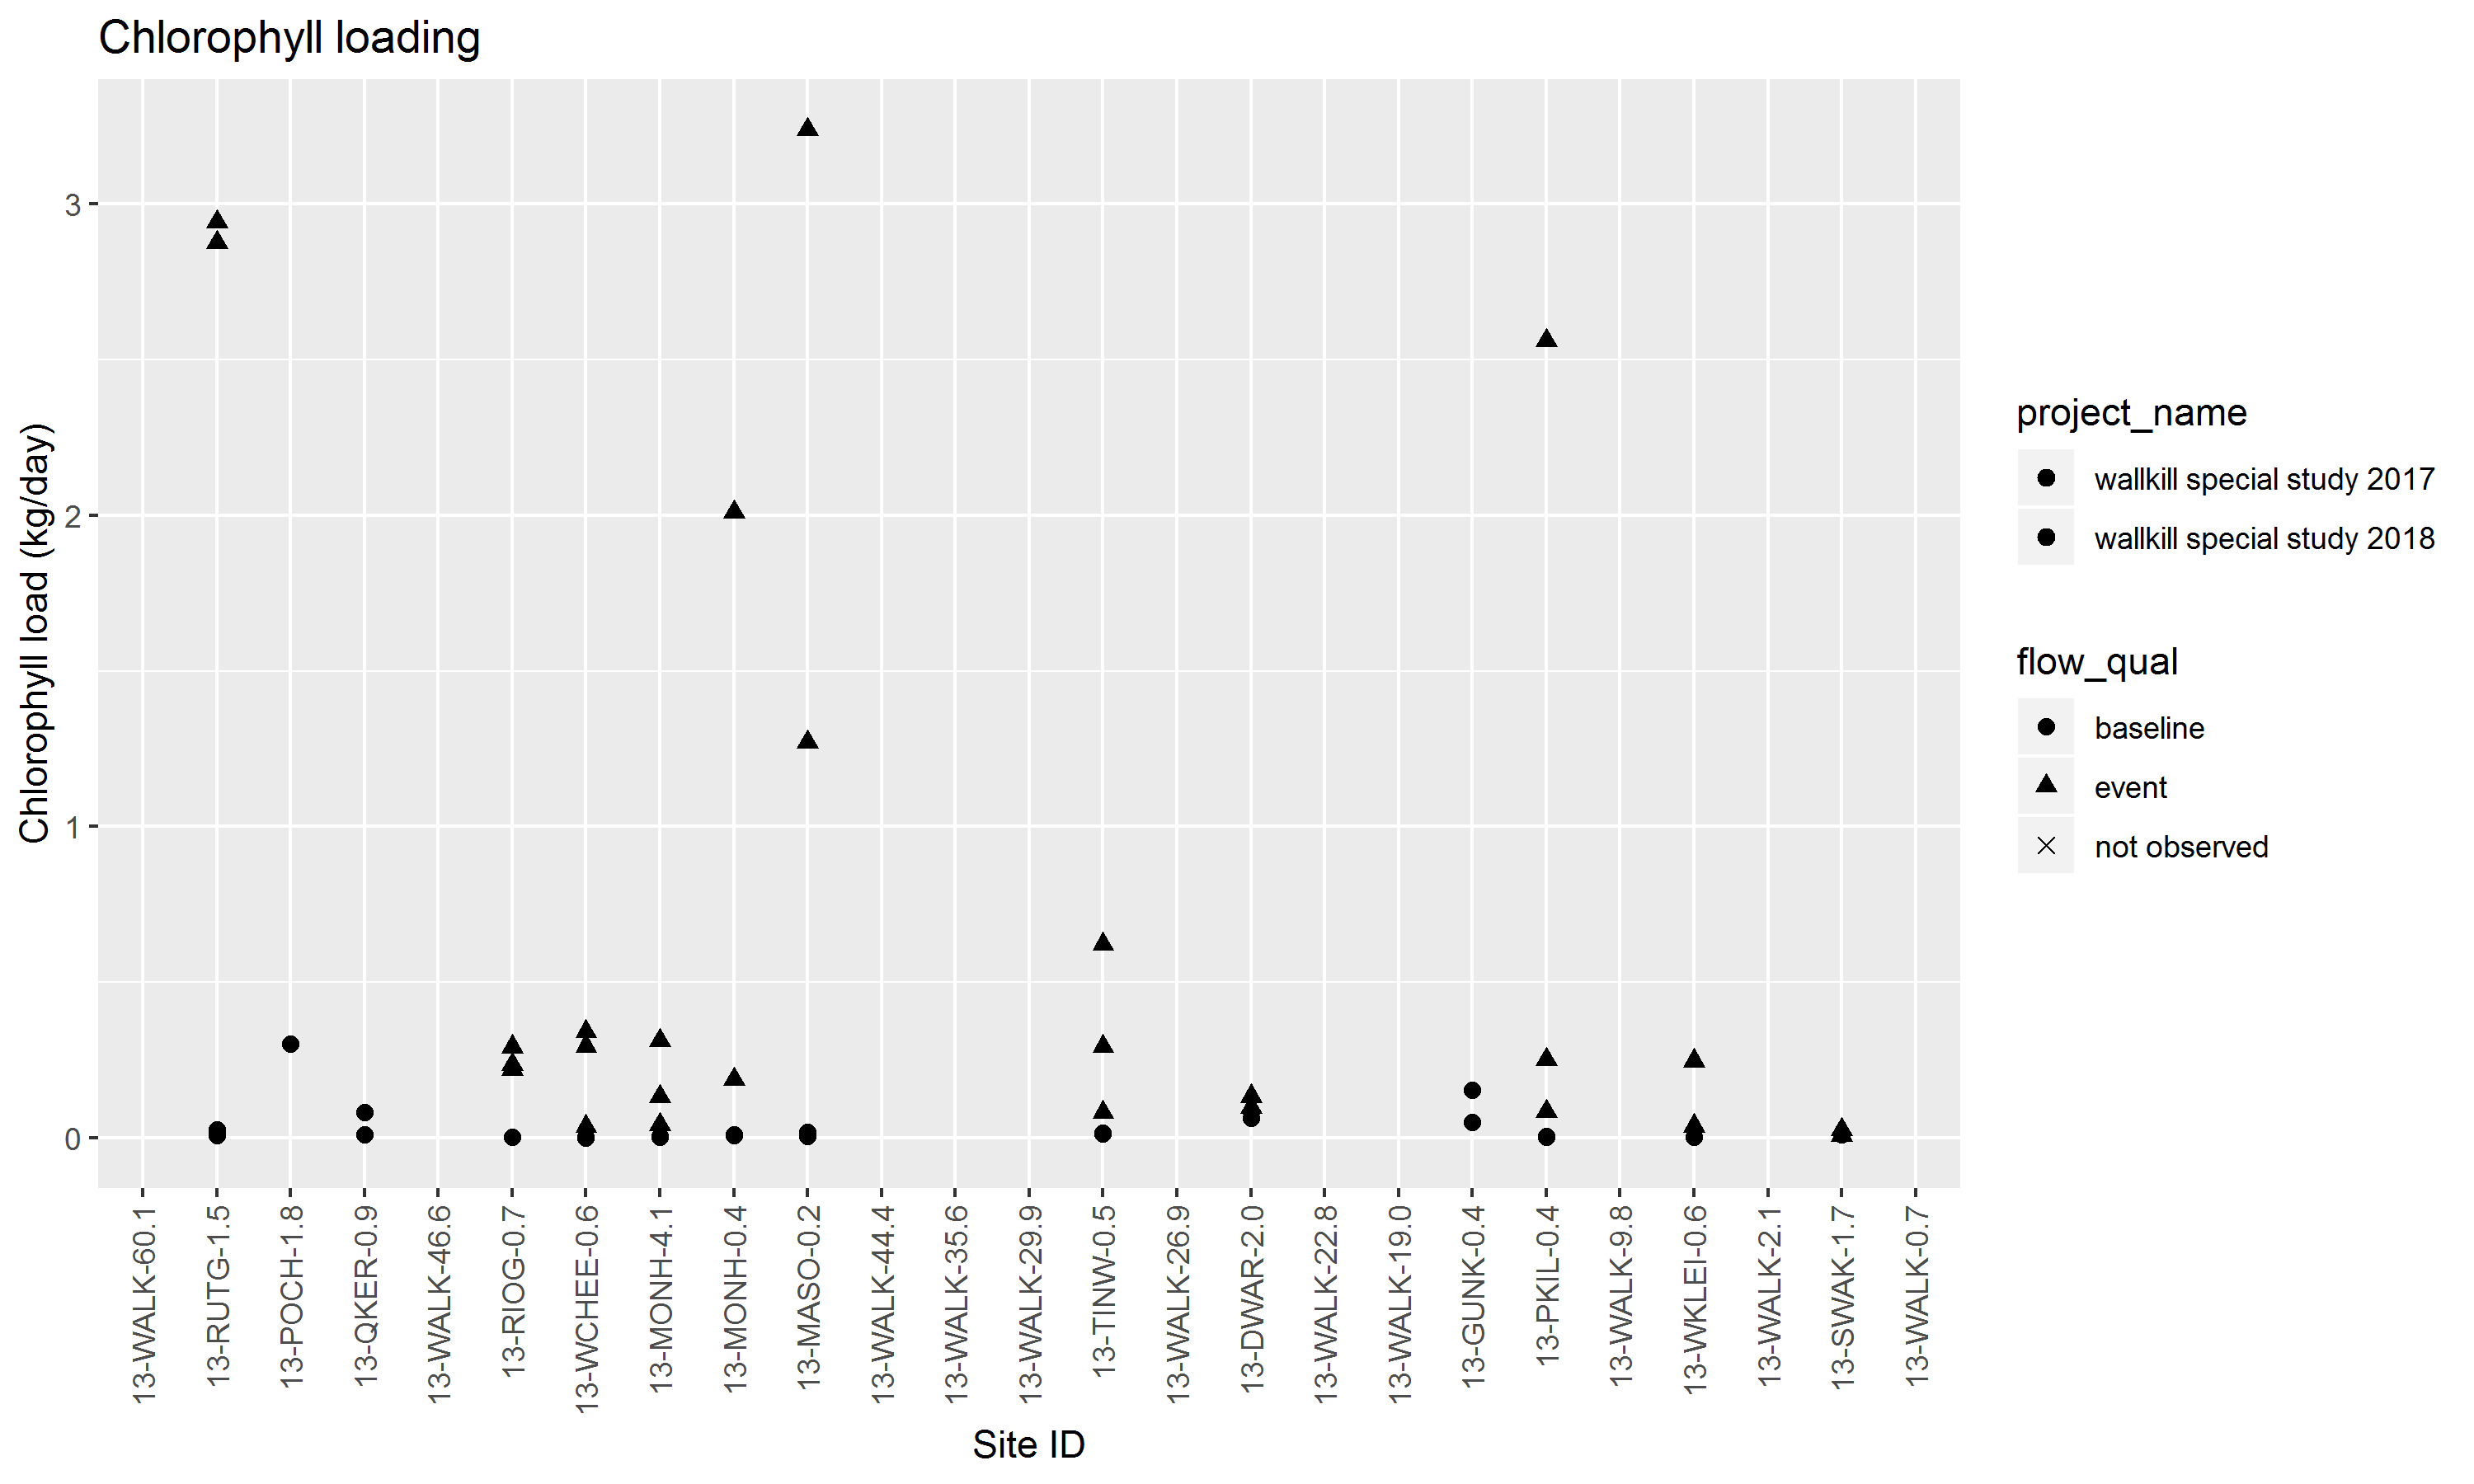 Chlorophyll loading
Chlorophyll load (kg/day)
3
2
1
0
13-WALK-60.1
13-RUTG-1.5
13-POCH-1.8
13-QKER-0.9
13-WALK-46.6
13-RIOG-0.7
13-WCHEE-0.6
13-MONH-4.1
13-MONH-0.4
13-MASO-0.2
13-WALK-44.4
13-WALK-35.6
13-WALK-29.9
13-TINW-0.5
13-WALK-26.9
13-DWAR-2.0
13-WALK-22.8
13-WALK-19.0
13-GUNK-0.4
13-PKIL-0.4
13-WALK-9.8
13-WKLEI-0.6
13-WALK-2.1
13-SWAK-1.7
13-WALK-0.7
Site ID
project_name
wallkill special study 2017
wallkill special study 2018
flow_qual
baseline
event
not observed